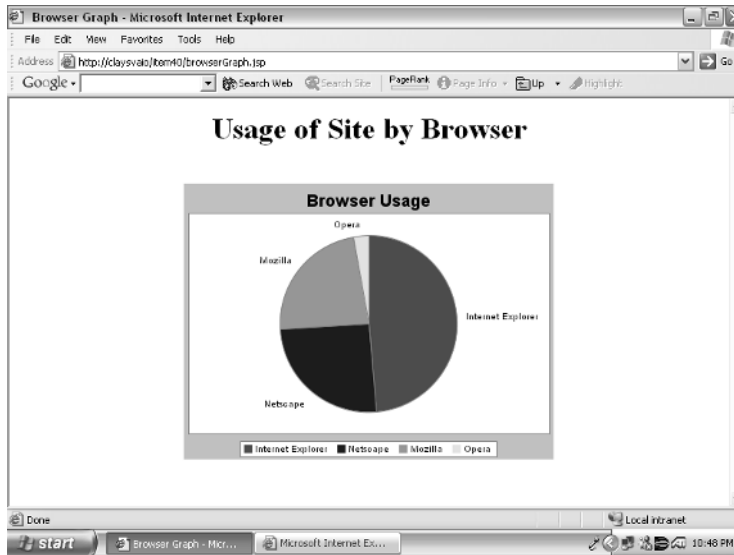 Browser Graph - Microsoft Internet Explorer
File Edit View Favorites Tools Help
Address http://claysvaio/item40/browserGraph.jsp Go
Google Search Web Search Site PageRank Page Info Up Highlight
Usage of Site by Browser
Browser Usage
Opera
Mozilla
Internet Explorer
Netscape
Internet Explorer Netscape Mozilla Opera
Done Local intranet
start Browser Graph - Micr... Microsoft Internet Ex... 10:48 PM